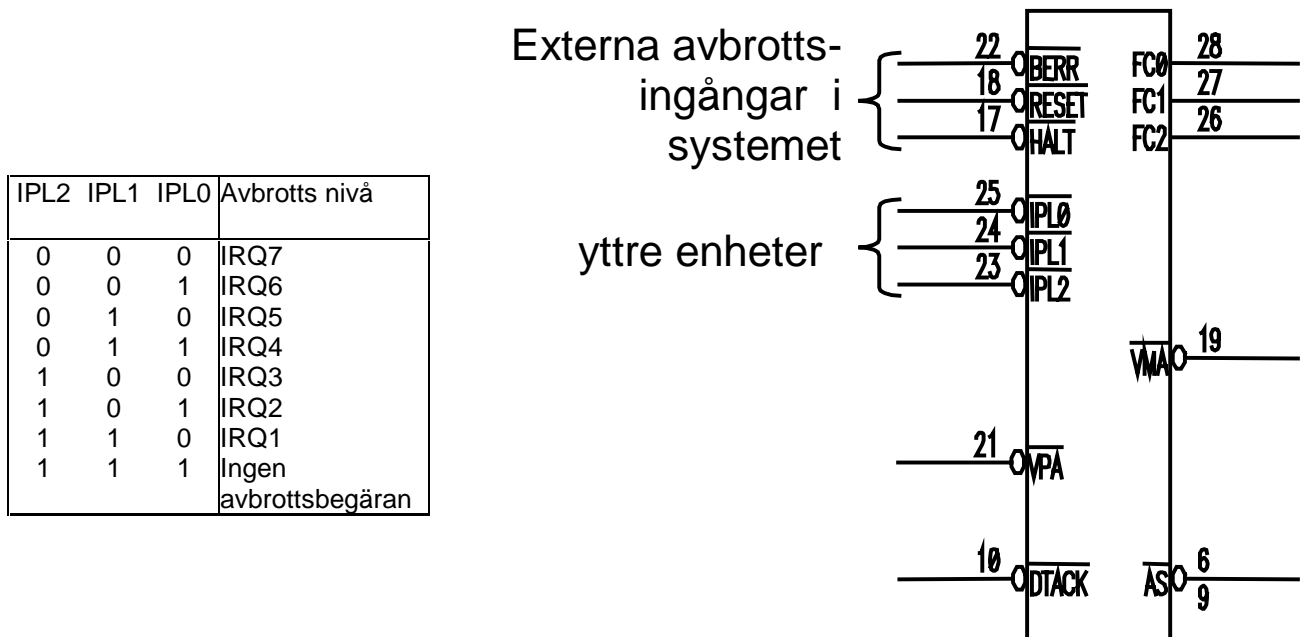 Externa avbrotts-
ingångar i
systemet
yttre enheter
IPL2 IPL1 IPL0 Avbrotts nivå
0 0 0 IRQ7
0 0 1 IRQ6
0 1 0 IRQ5
0 1 1 IRQ4
1 0 0 IRQ3
1 0 1 IRQ2
1 1 0 IRQ1
1 1 1 Ingen
avbrottsbegäran
22 BERR FC0 28
18 RESET FC1 27
17 HALT FC2 26
25 IPL0
24 IPL1
23 IPL2
VMA 19
21 VPA
10 DTACK AS 6
9